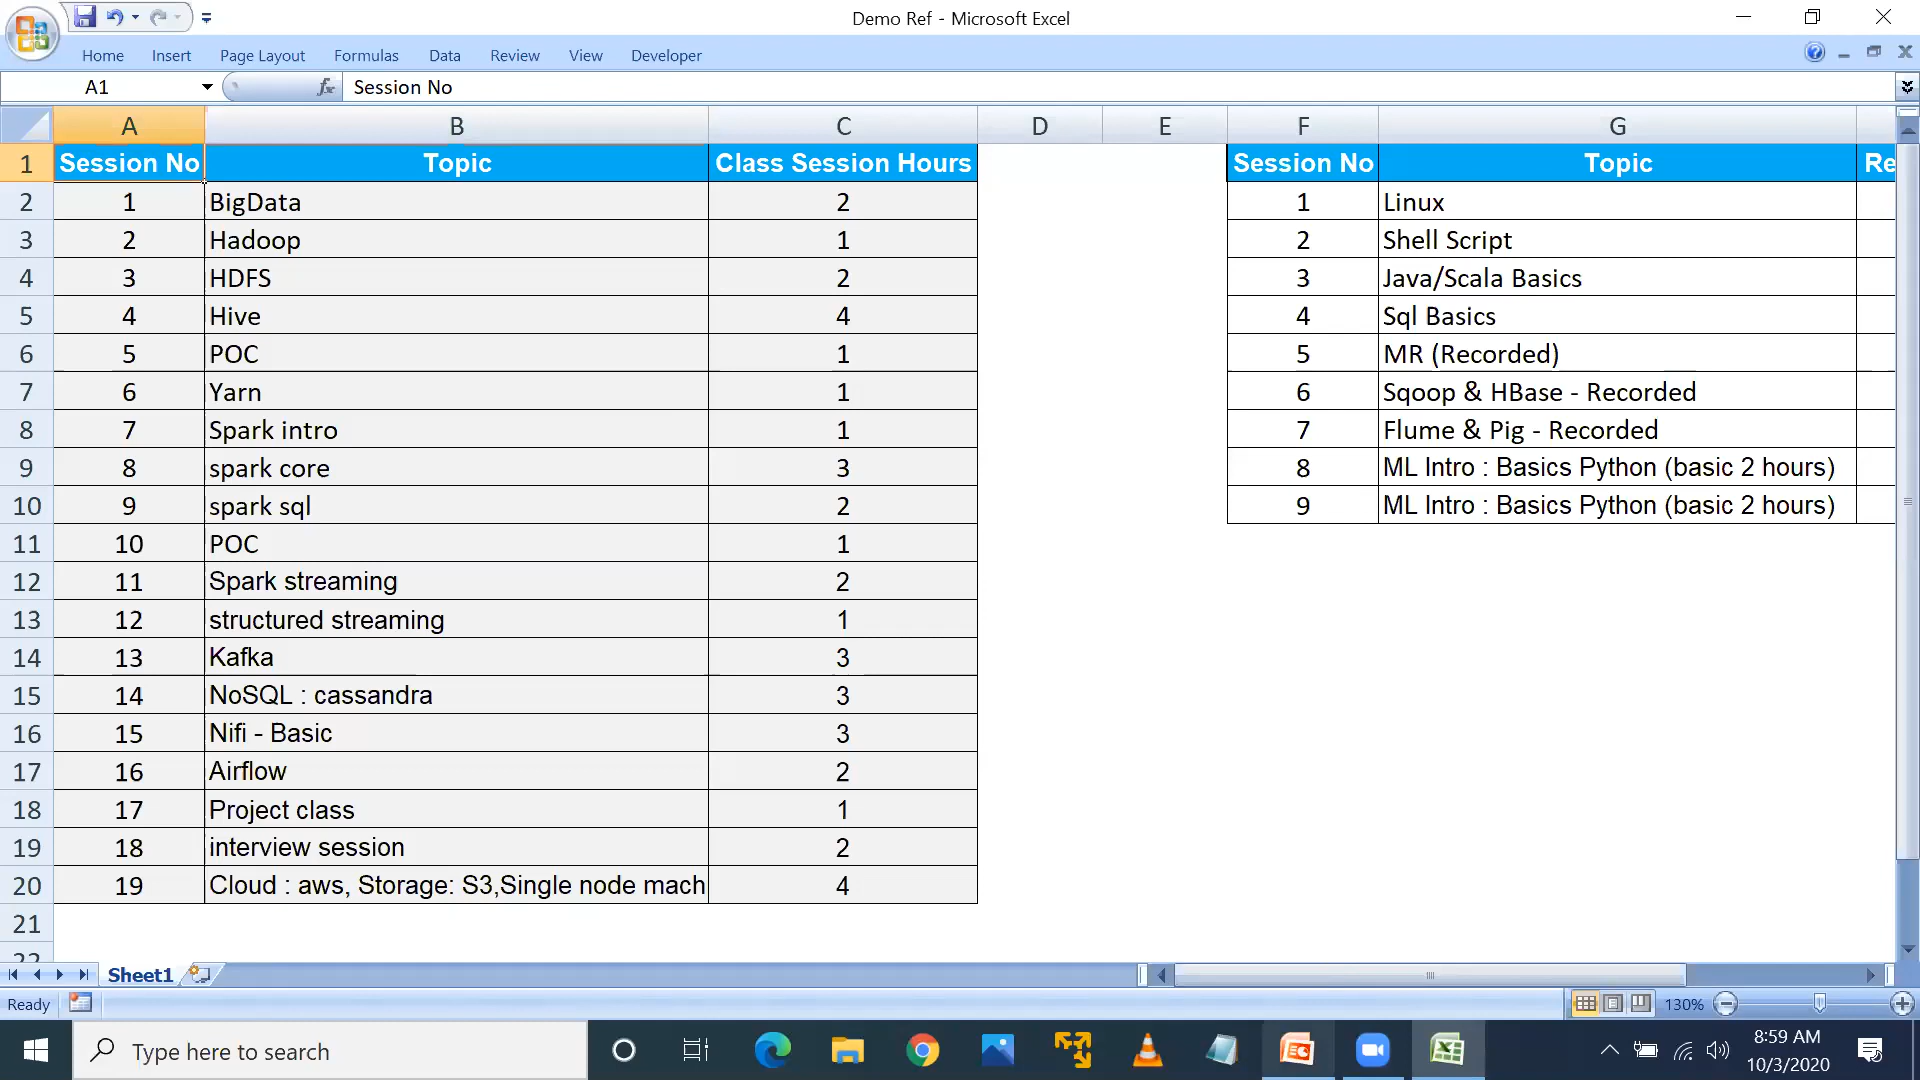 Demo Ref - Microsoft Excel
Home Insert Page Layout Formulas Data Review View Developer
A1 fx Session No
A B C D E F G
1 Session No Topic Class Session Hours Session No Topic Re
2 1 BigData 2 1 Linux
3 2 Hadoop 1 2 Shell Script
4 3 HDFS 2 3 Java/Scala Basics
5 4 Hive 4 4 Sql Basics
6 5 POC 1 5 MR (Recorded)
7 6 Yarn 1 6 Sqoop & HBase - Recorded
8 7 Spark intro 1 7 Flume & Pig - Recorded
9 8 spark core 3 8 ML Intro : Basics Python (basic 2 hours)
10 9 spark sql 2 9 ML Intro : Basics Python (basic 2 hours)
11 10 POC 1
12 11 Spark streaming 2
13 12 structured streaming 1
14 13 Kafka 3
15 14 NoSQL : cassandra 3
16 15 Nifi - Basic 3
17 16 Airflow 2
18 17 Project class 1
19 18 interview session 2
20 19 Cloud : aws, Storage: S3,Single node mach 4
21
22
Sheet1
Ready 130%
Type here to search
8:59 AM
10/3/2020